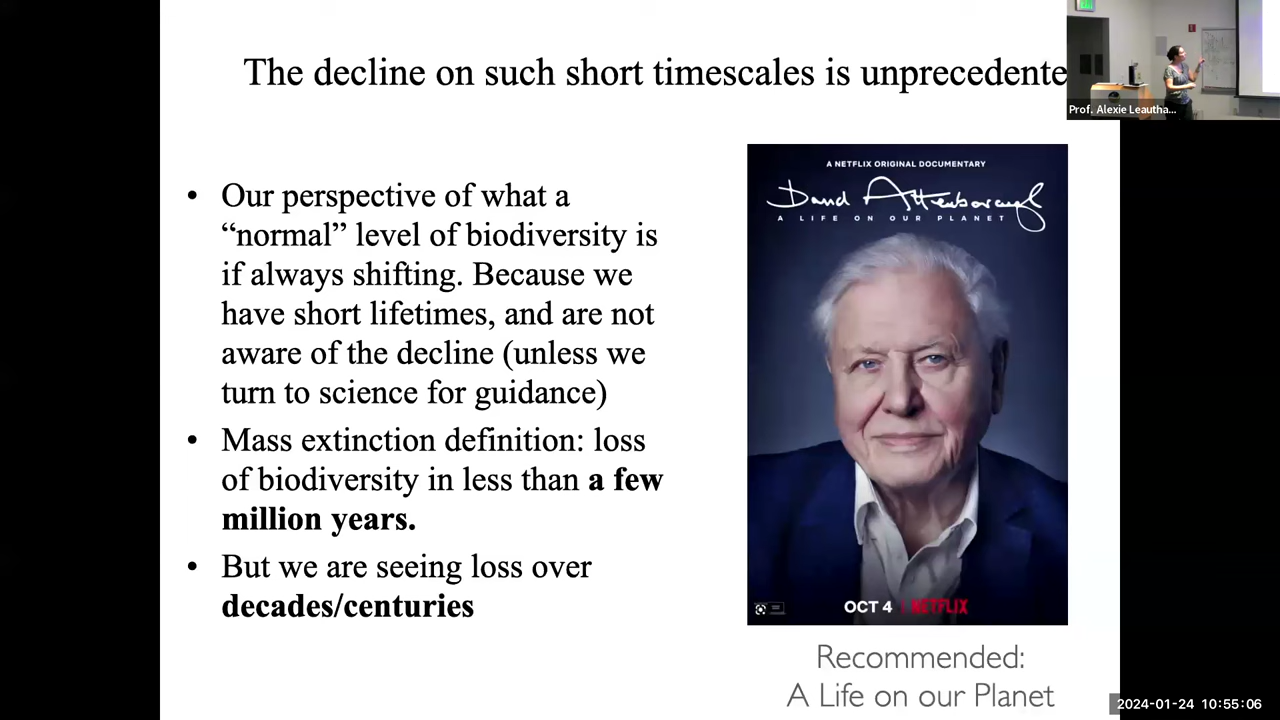 The decline on such short timescales is unprecedente
Prof. Alexie Leautha...
• Our perspective of what a
“normal” level of biodiversity is
if always shifting. Because we
have short lifetimes, and are not
aware of the decline (unless we
turn to science for guidance)
• Mass extinction definition: loss
of biodiversity in less than a few
million years.
• But we are seeing loss over
decades/centuries
A NETFLIX ORIGINAL DOCUMENTARY
David Attenborough
A LIFE ON OUR PLANET
OCT 4 | NETFLIX
Recommended:
A Life on our Planet
2024-01-24 10:55:06